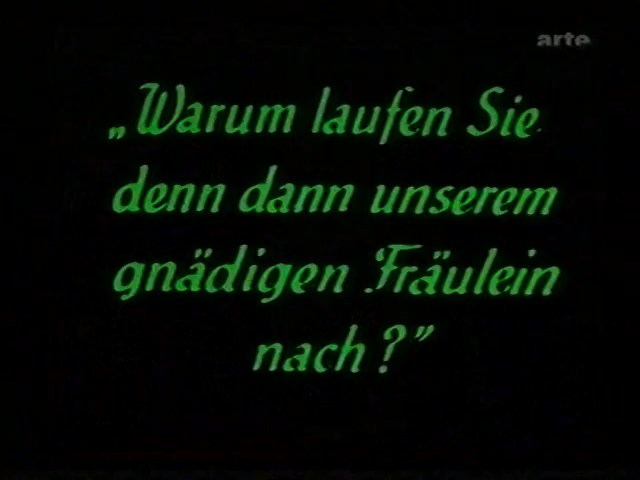 arte
„Warum laufen Sie
denn dann unserem
gnädigen Fräulein
nach?”